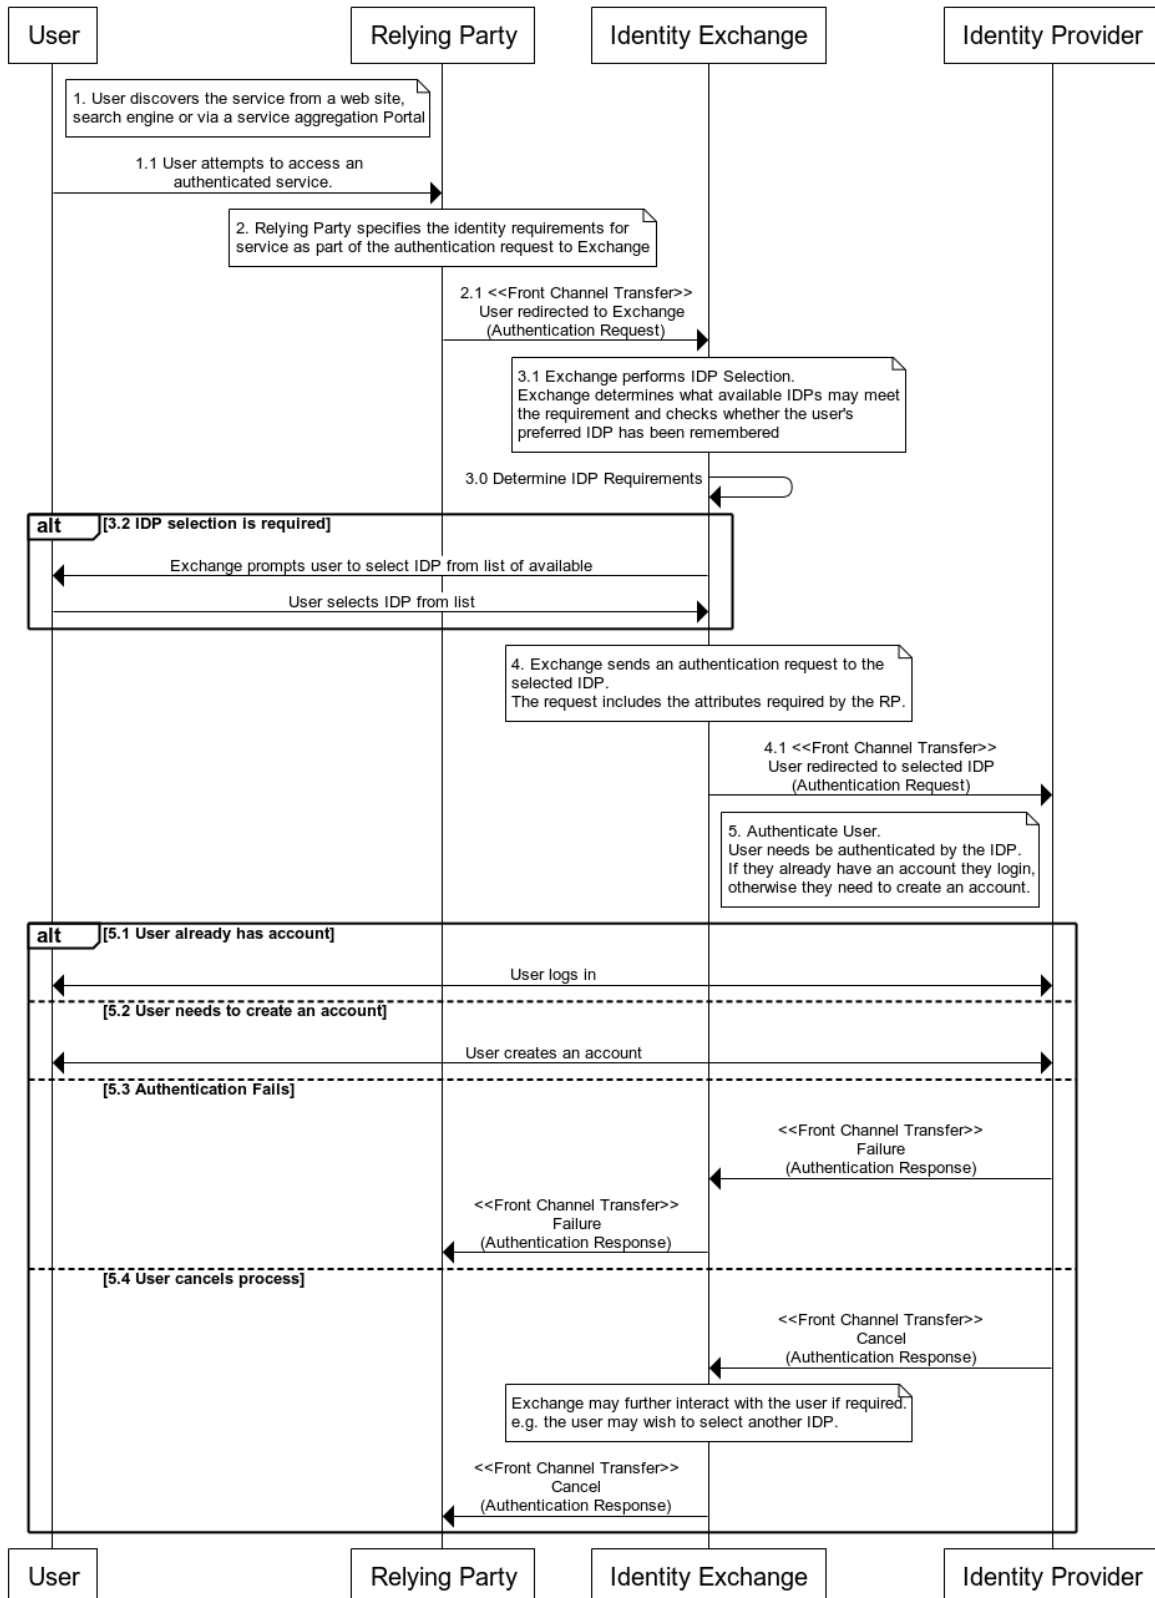 User
Relying Party
Identity Exchange
Identity Provider
1. User discovers the service from a web site,
search engine or via a service aggregation Portal
1.1 User attempts to access an
authenticated service.
2. Relying Party specifies the identity requirements for
service as part of the authentication request to Exchange
2.1 <<Front Channel Transfer>>
User redirected to Exchange
(Authentication Request)
3.1 Exchange performs IDP Selection.
Exchange determines what available IDPs may meet
the requirement and checks whether the user's
preferred IDP has been remembered
3.0 Determine IDP Requirements
alt
[3.2 IDP selection is required]
Exchange prompts user to select IDP from list of available
User selects IDP from list
4. Exchange sends an authentication request to the
selected IDP.
The request includes the attributes required by the RP.
4.1 <<Front Channel Transfer>>
User redirected to selected IDP
(Authentication Request)
5. Authenticate User.
User needs be authenticated by the IDP.
If they already have an account they login,
otherwise they need to create an account.
alt
[5.1 User already has account]
User logs in
[5.2 User needs to create an account]
User creates an account
[5.3 Authentication Fails]
<<Front Channel Transfer>>
Failure
(Authentication Response)
<<Front Channel Transfer>>
Failure
(Authentication Response)
[5.4 User cancels process]
<<Front Channel Transfer>>
Cancel
(Authentication Response)
Exchange may further interact with the user if required.
e.g. the user may wish to select another IDP.
<<Front Channel Transfer>>
Cancel
(Authentication Response)
User
Relying Party
Identity Exchange
Identity Provider